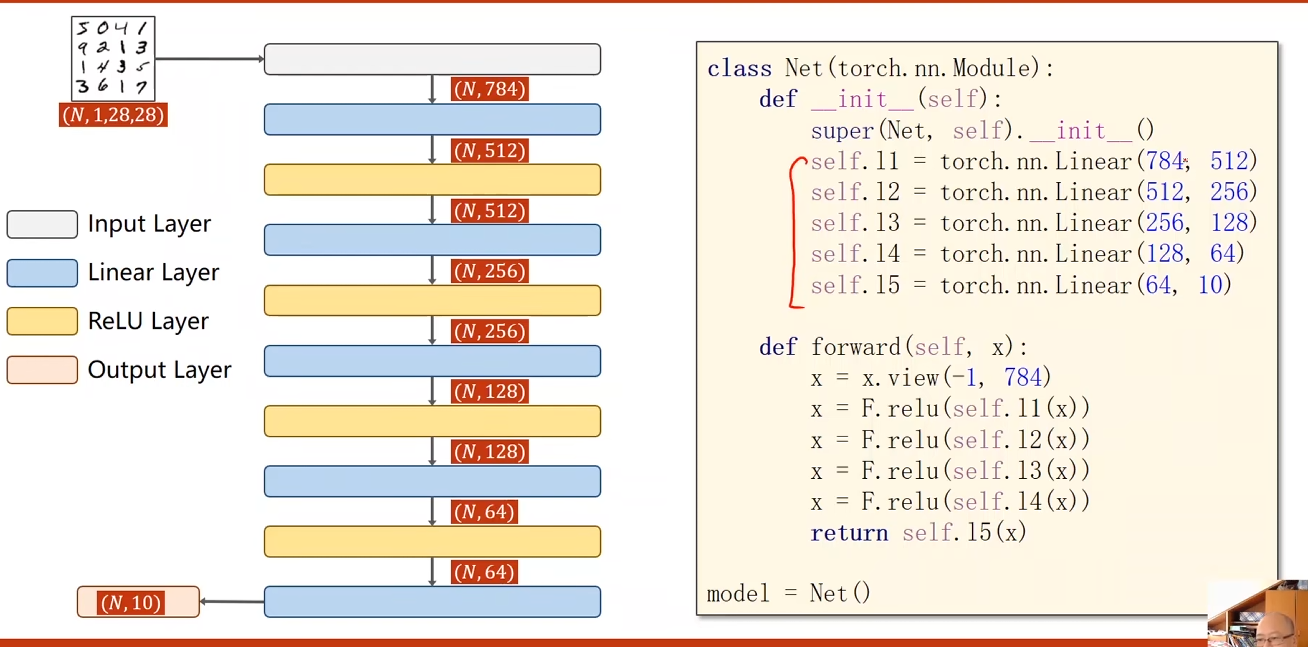 5 0 4 1
9 2 1 3
1 4 3 5
3 6 1 7
(N, 1,28,28)
(N, 784)
(N, 512)
(N, 512)
(N, 256)
(N, 256)
(N, 128)
(N, 128)
(N, 64)
(N, 64)
(N, 10)
Input Layer
Linear Layer
ReLU Layer
Output Layer
class Net(torch.nn.Module):
    def __init__(self):
        super(Net, self).__init__()
        self.l1 = torch.nn.Linear(784, 512)
        self.l2 = torch.nn.Linear(512, 256)
        self.l3 = torch.nn.Linear(256, 128)
        self.l4 = torch.nn.Linear(128, 64)
        self.l5 = torch.nn.Linear(64, 10)
    def forward(self, x):
        x = x.view(-1, 784)
        x = F.relu(self.l1(x))
        x = F.relu(self.l2(x))
        x = F.relu(self.l3(x))
        x = F.relu(self.l4(x))
        return self.l5(x)
model = Net()